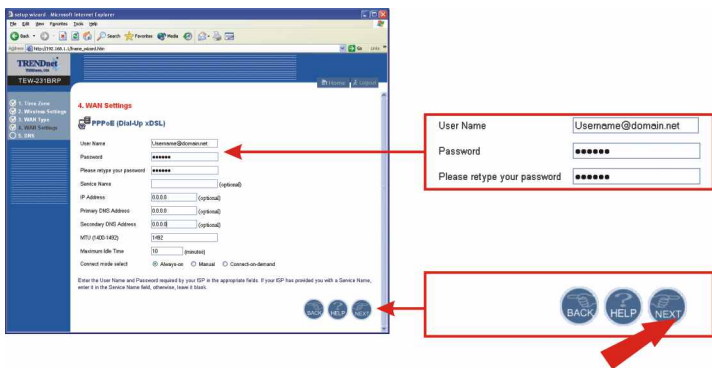 setup wizard - Microsoft Internet Explorer
File Edit View Favorites Tools Help
Back Search Favorites Media
Address http://192.168.1.1/frame_wizard.htm Go Links
TRENDnet
TEW-231BRP
Home Logout
1. Time Zone
2. Wireless Settings
3. WAN Type
4. WAN Settings
5. DNS
4. WAN Settings
PPPoE (Dial-Up xDSL)
User Name Username@domain.net
Password ●●●●●●
Please retype your password ●●●●●●
Service Name (optional)
IP Address 0.0.0.0 (optional)
Primary DNS Address 0.0.0.0 (optional)
Secondary DNS Address 0.0.0.0 (optional)
MTU (1400-1492) 1492
Maximum Idle Time 10 (minutes)
Connect mode select Always-on Manual Connect-on-demand
Enter the User Name and Password required by your ISP in the appropriate fields. If your ISP has provided you with a Service Name,
enter it in the Service Name field, otherwise, leave it blank.
BACK HELP NEXT
User Name Username@domain.net
Password ●●●●●●
Please retype your password ●●●●●●
BACK HELP NEXT